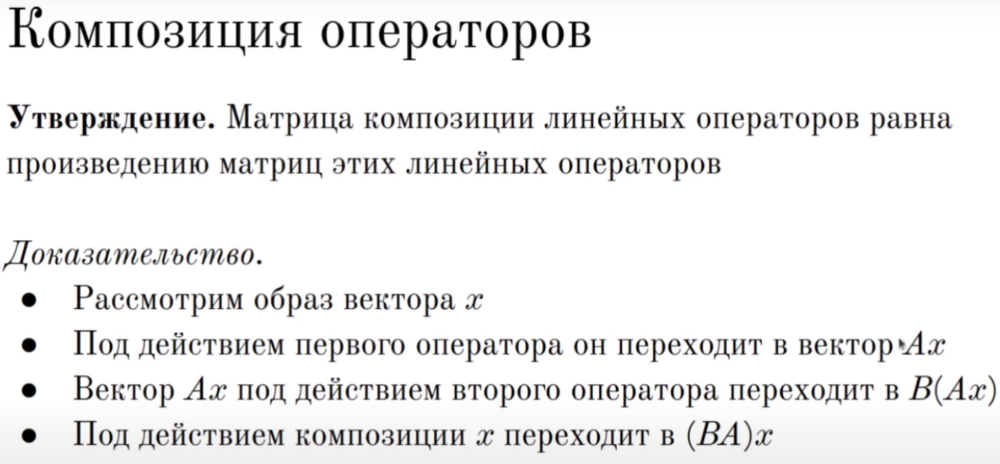 Композиция операторов
Утверждение. Матрица композиции линейных операторов равна
произведению матриц этих линейных операторов
Доказательство.
● Рассмотрим образ вектора x
● Под действием первого оператора он переходит в вектор Ax
● Вектор Ax под действием второго оператора переходит в B(Ax)
● Под действием композиции x переходит в (BA)x